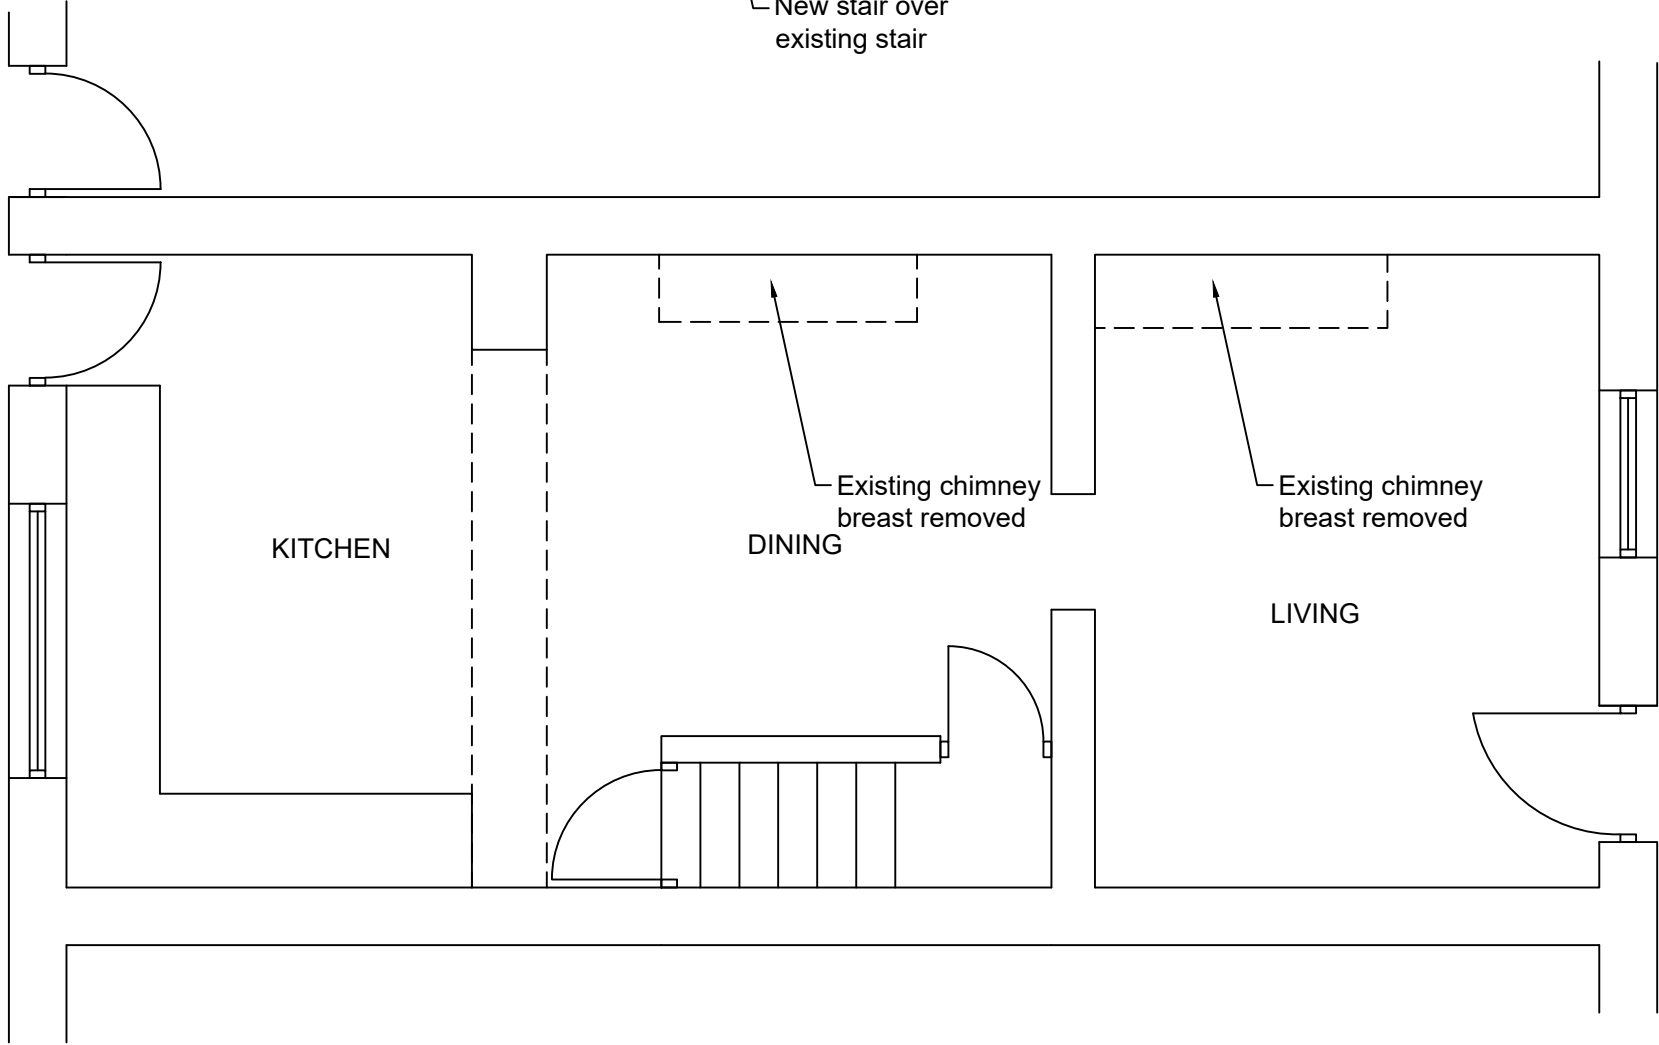 New stair over
existing stair
Existing chimney
breast removed
Existing chimney
breast removed
KITCHEN
DINING
LIVING